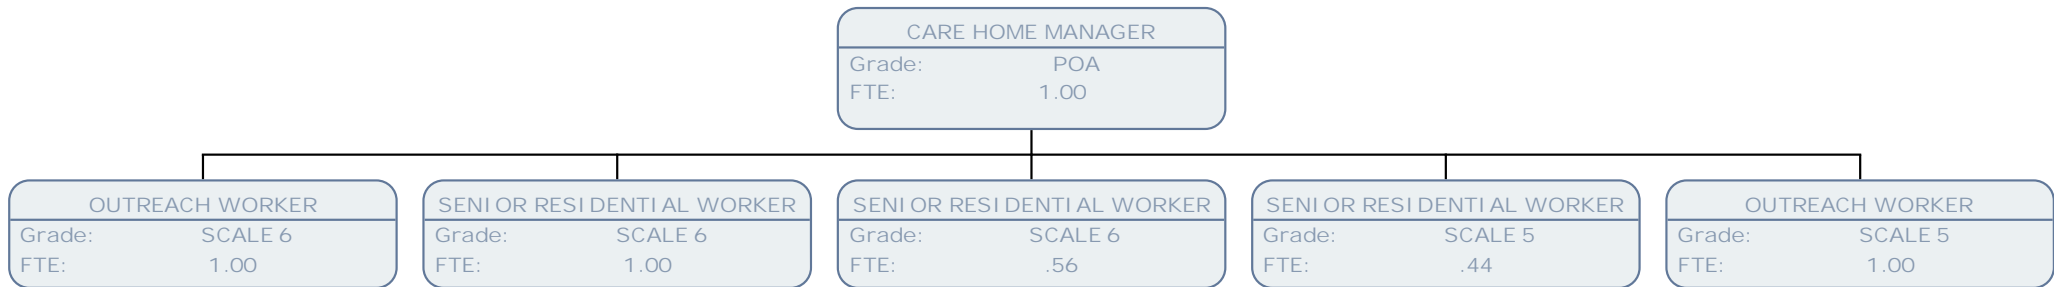 CARE HOME MANAGER
Grade: POA
FTE: 1.00
OUTREACH WORKER
Grade: SCALE 6
FTE: 1.00
SENIOR RESIDENTIAL WORKER
Grade: SCALE 6
FTE: 1.00
SENIOR RESIDENTIAL WORKER
Grade: SCALE 6
FTE: .56
SENIOR RESIDENTIAL WORKER
Grade: SCALE 5
FTE: .44
OUTREACH WORKER
Grade: SCALE 5
FTE: 1.00